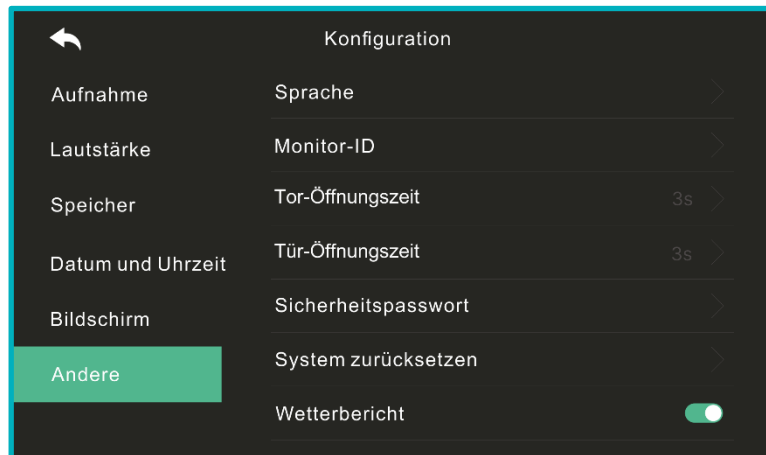 Konfiguration
Aufnahme
Lautstärke
Speicher
Datum und Uhrzeit
Bildschirm
Andere
Sprache
Monitor-ID
Tor-Öffnungszeit 3s
Tür-Öffnungszeit 3s
Sicherheitspasswort
System zurücksetzen
Wetterbericht